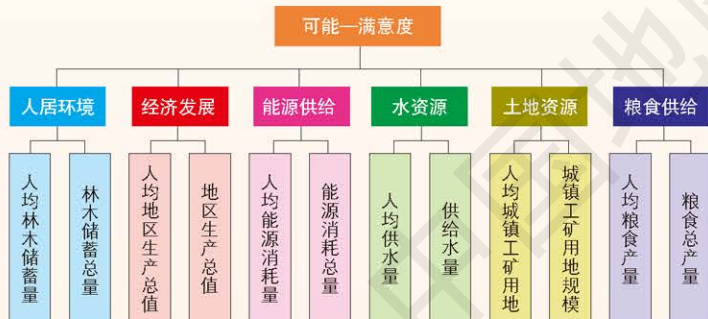 可能—满意度
人居环境
经济发展
能源供给
水资源
土地资源
粮食供给
人均林木储蓄量
林木储蓄总量
人均地区生产总值
地区生产总值
人均能源消耗量
能源消耗总量
人均供水量
供给水量
人均城镇工矿用地
城镇工矿用地规模
人均粮食产量
粮食总产量